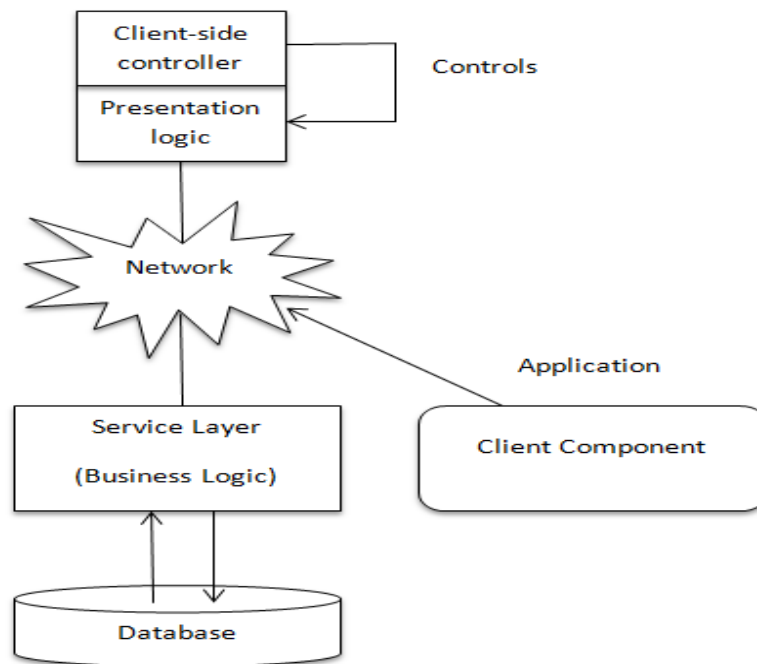 Client-side
controller
Controls
Presentation
logic
Network
Application
Service Layer
(Business Logic)
Client Component
Database